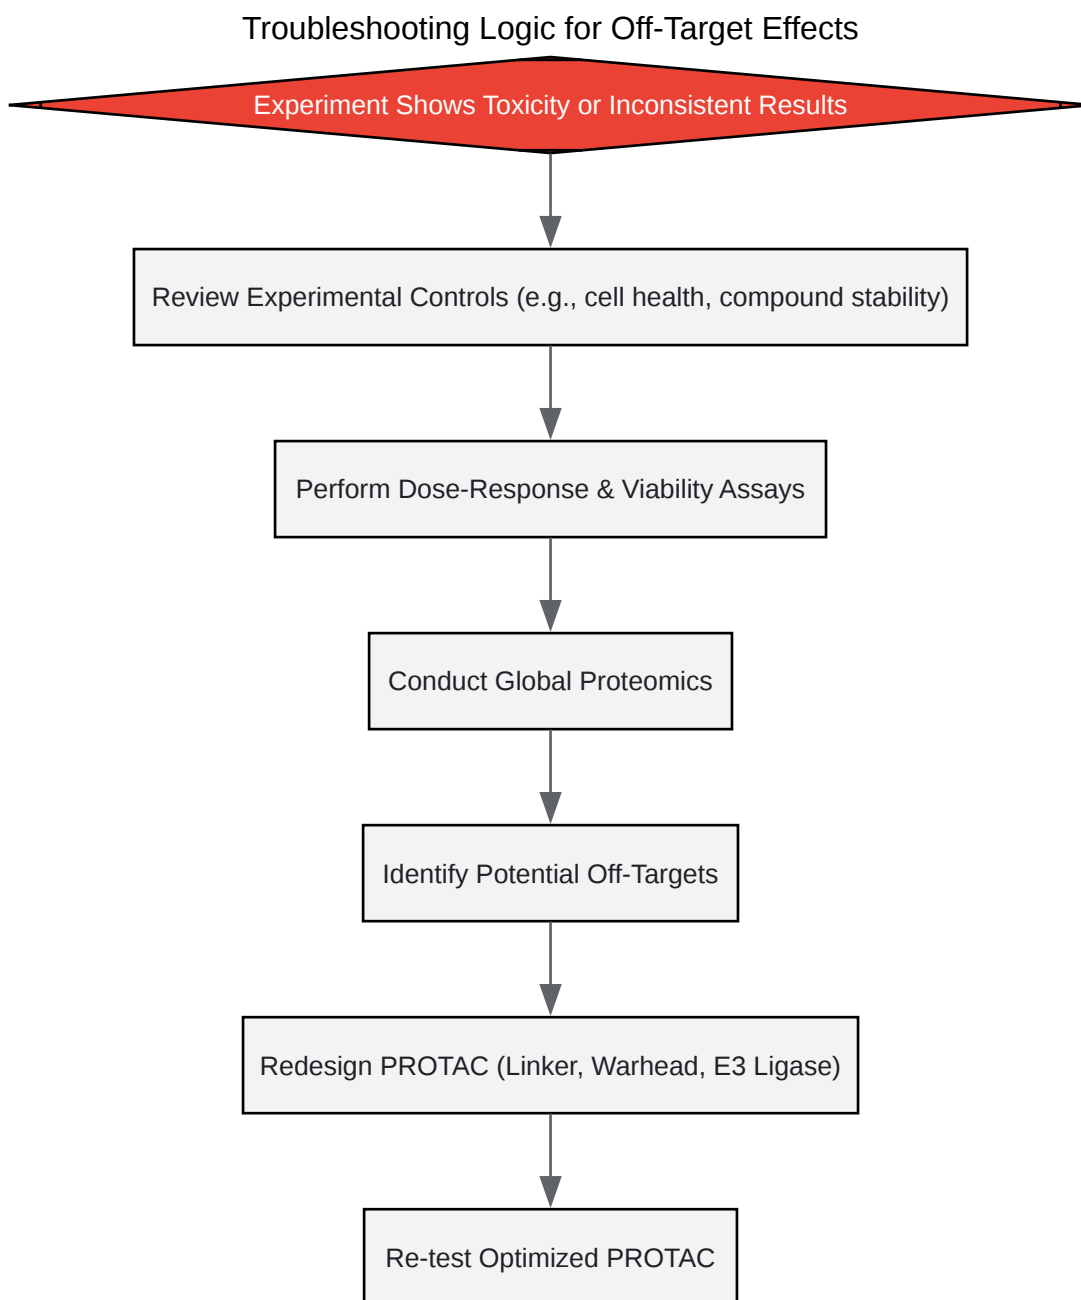 Troubleshooting Logic for Off-Target Effects
Experiment Shows Toxicity or Inconsistent Results
Review Experimental Controls (e.g., cell health, compound stability)
Perform Dose-Response & Viability Assays
Conduct Global Proteomics
Identify Potential Off-Targets
Redesign PROTAC (Linker, Warhead, E3 Ligase)
Re-test Optimized PROTAC